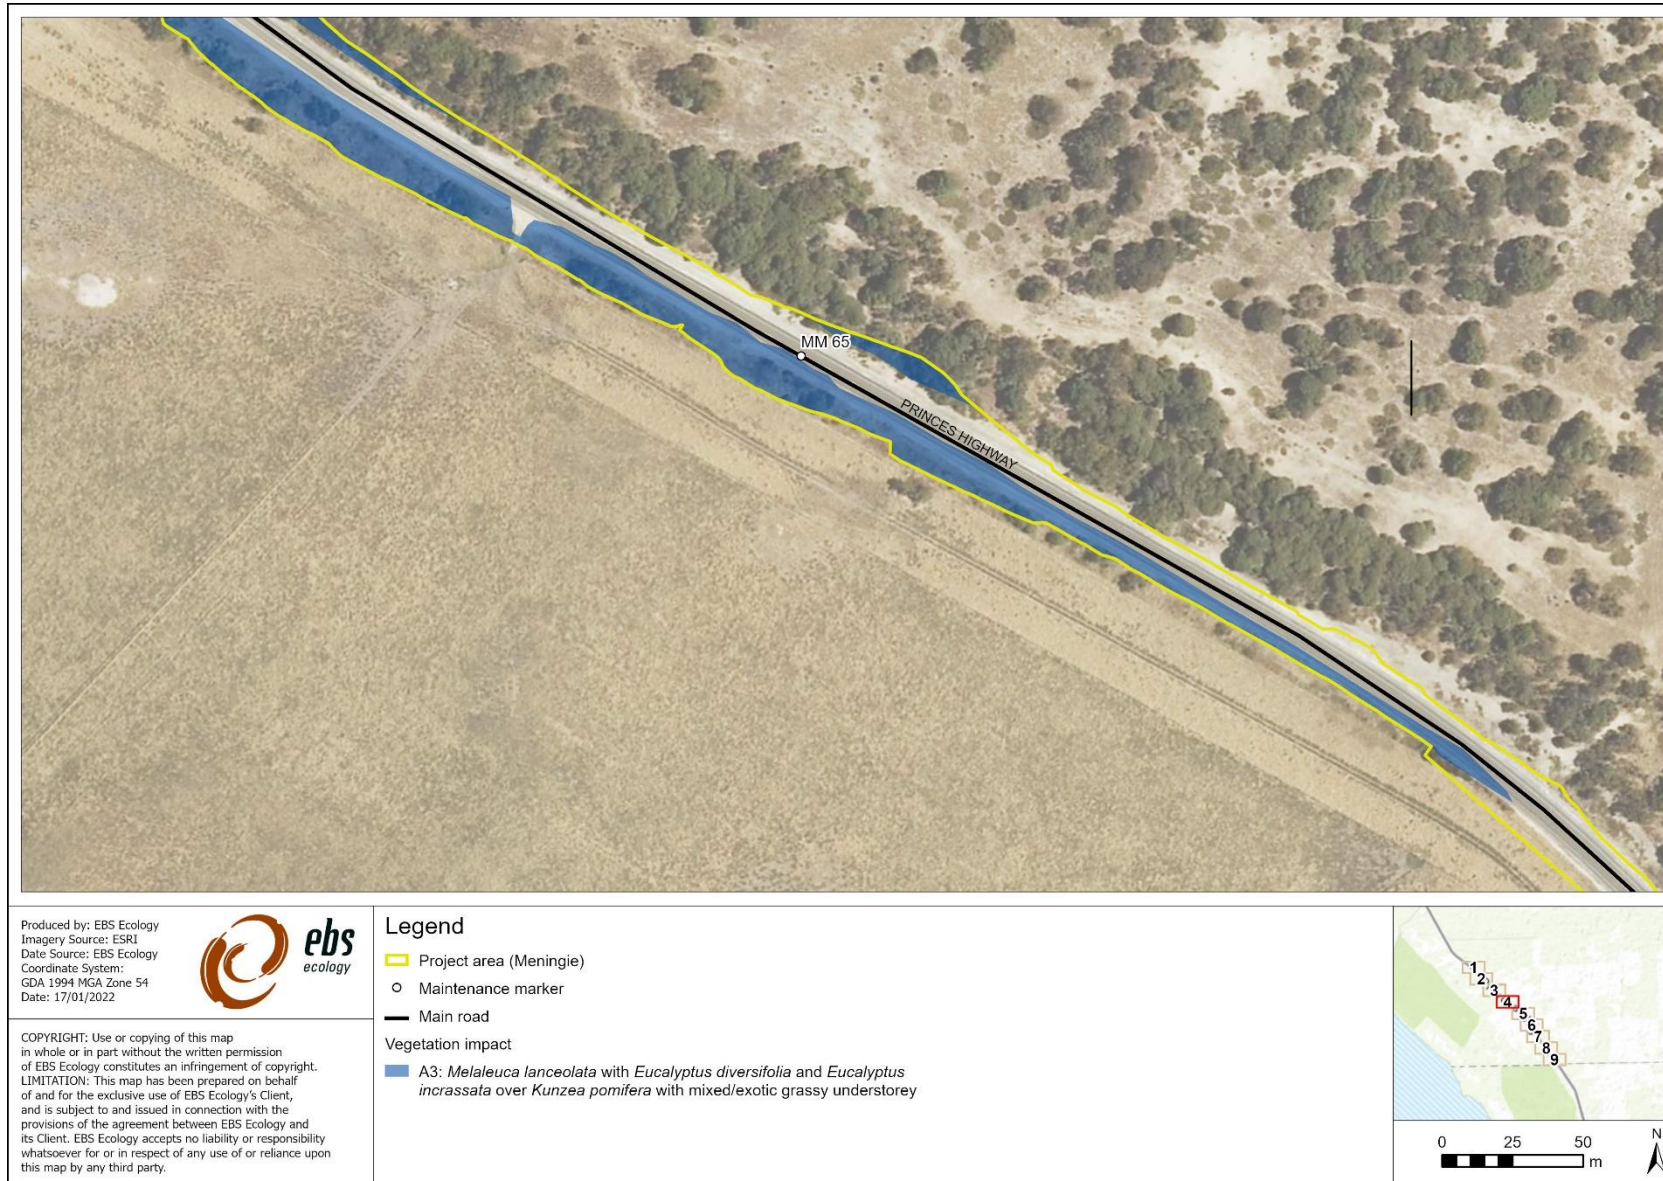 MM 65
PRINCES HIGHWAY
Produced by: EBS Ecology
Imagery Source: ESRI
Date Source: EBS Ecology
Coordinate System:
GDA 1994 MGA Zone 54
Date: 17/01/2022
ebs
ecology
COPYRIGHT: Use or copying of this map
in whole or in part without the written permission
of EBS Ecology constitutes an infringement of copyright.
LIMITATION: This map has been prepared on behalf
of and for the exclusive use of EBS Ecology's Client,
and is subject to and issued in connection with the
provisions of the agreement between EBS Ecology and
its Client. EBS Ecology accepts no liability or responsibility
whatsoever for or in respect of any use of or reliance upon
this map by any third party.
Legend
Project area (Meningie)
Maintenance marker
Main road
Vegetation impact
A3: Melaleuca lanceolata with Eucalyptus diversifolia and Eucalyptus
incrassata over Kunzea pomifera with mixed/exotic grassy understorey
1
2
3
4
5
6
7
8
9
0 25 50
m
N